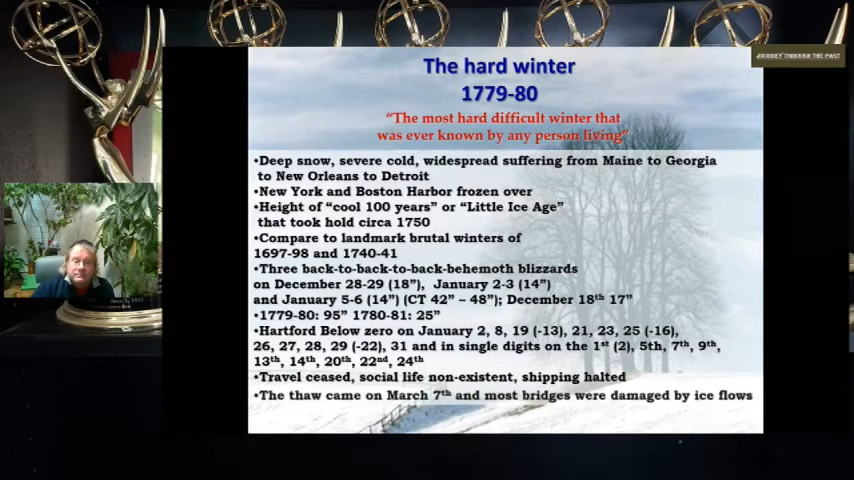 JOURNEY THROUGH THE PAST
The hard winter
1779-80
“The most hard difficult winter that
was ever known by any person living”
•Deep snow, severe cold, widespread suffering from Maine to Georgia
to New Orleans to Detroit
•New York and Boston Harbor frozen over
•Height of “cool 100 years” or “Little Ice Age”
that took hold circa 1750
•Compare to landmark brutal winters of
1697-98 and 1740-41
•Three back-to-back-to-back-behemoth blizzards
on December 28-29 (18”), January 2-3 (14”)
and January 5-6 (14”) (CT 42” – 48”); December 18th 17”
•1779-80: 95” 1780-81: 25”
•Hartford Below zero on January 2, 8, 19 (-13), 21, 23, 25 (-16),
26, 27, 28, 29 (-22), 31 and in single digits on the 1st (2), 5th, 7th, 9th,
13th, 14th, 20th, 22nd, 24th
•Travel ceased, social life non-existent, shipping halted
•The thaw came on March 7th and most bridges were damaged by ice flows